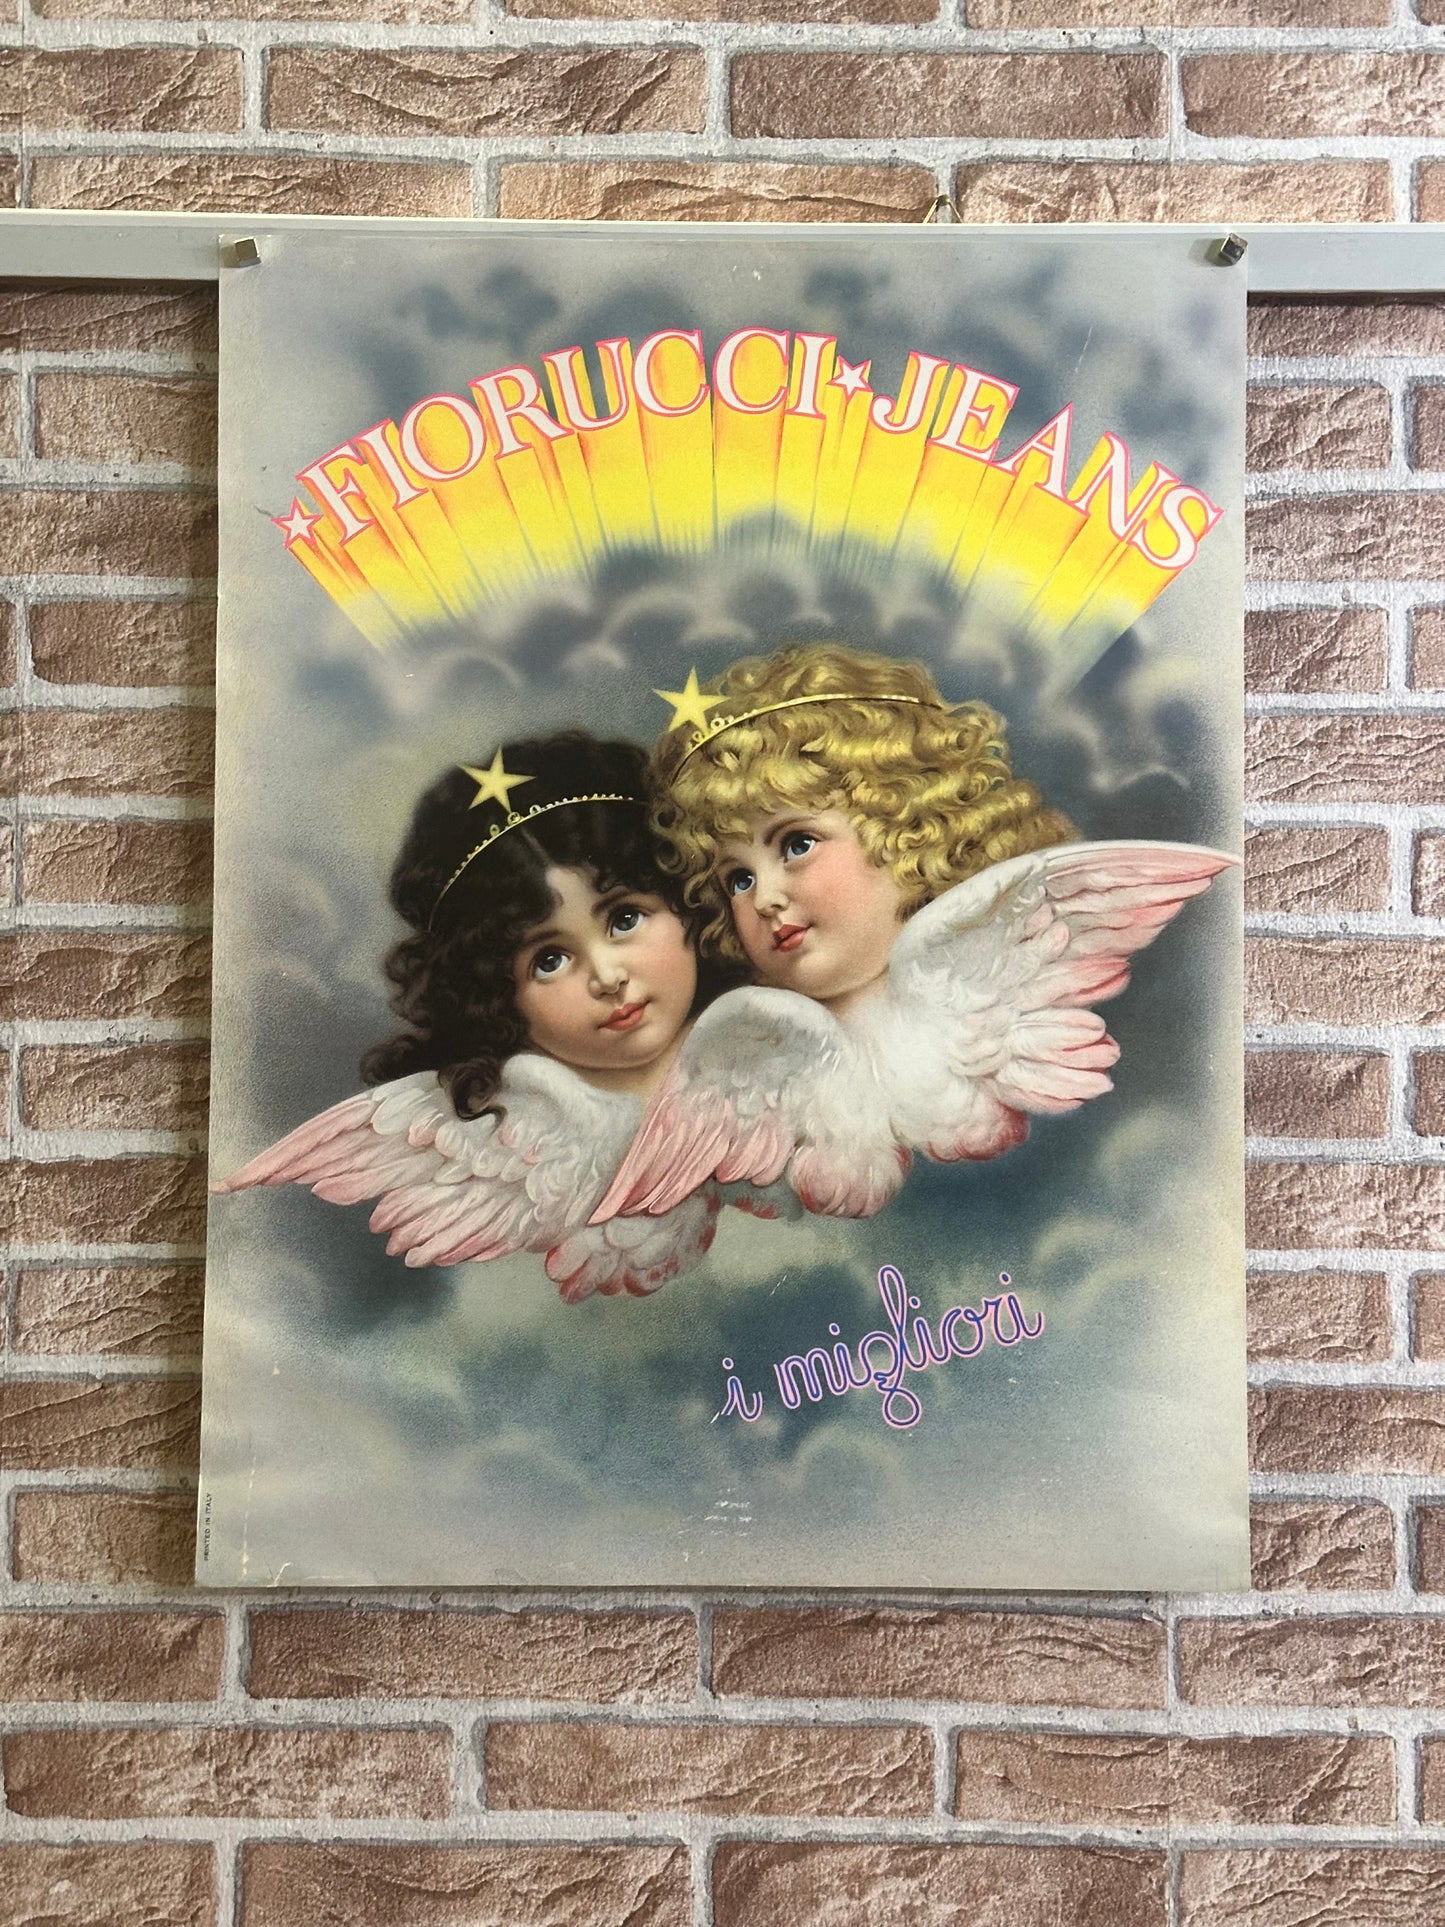 ★FIORUCCI★JEANS
i migliori
PRINTED IN ITALY